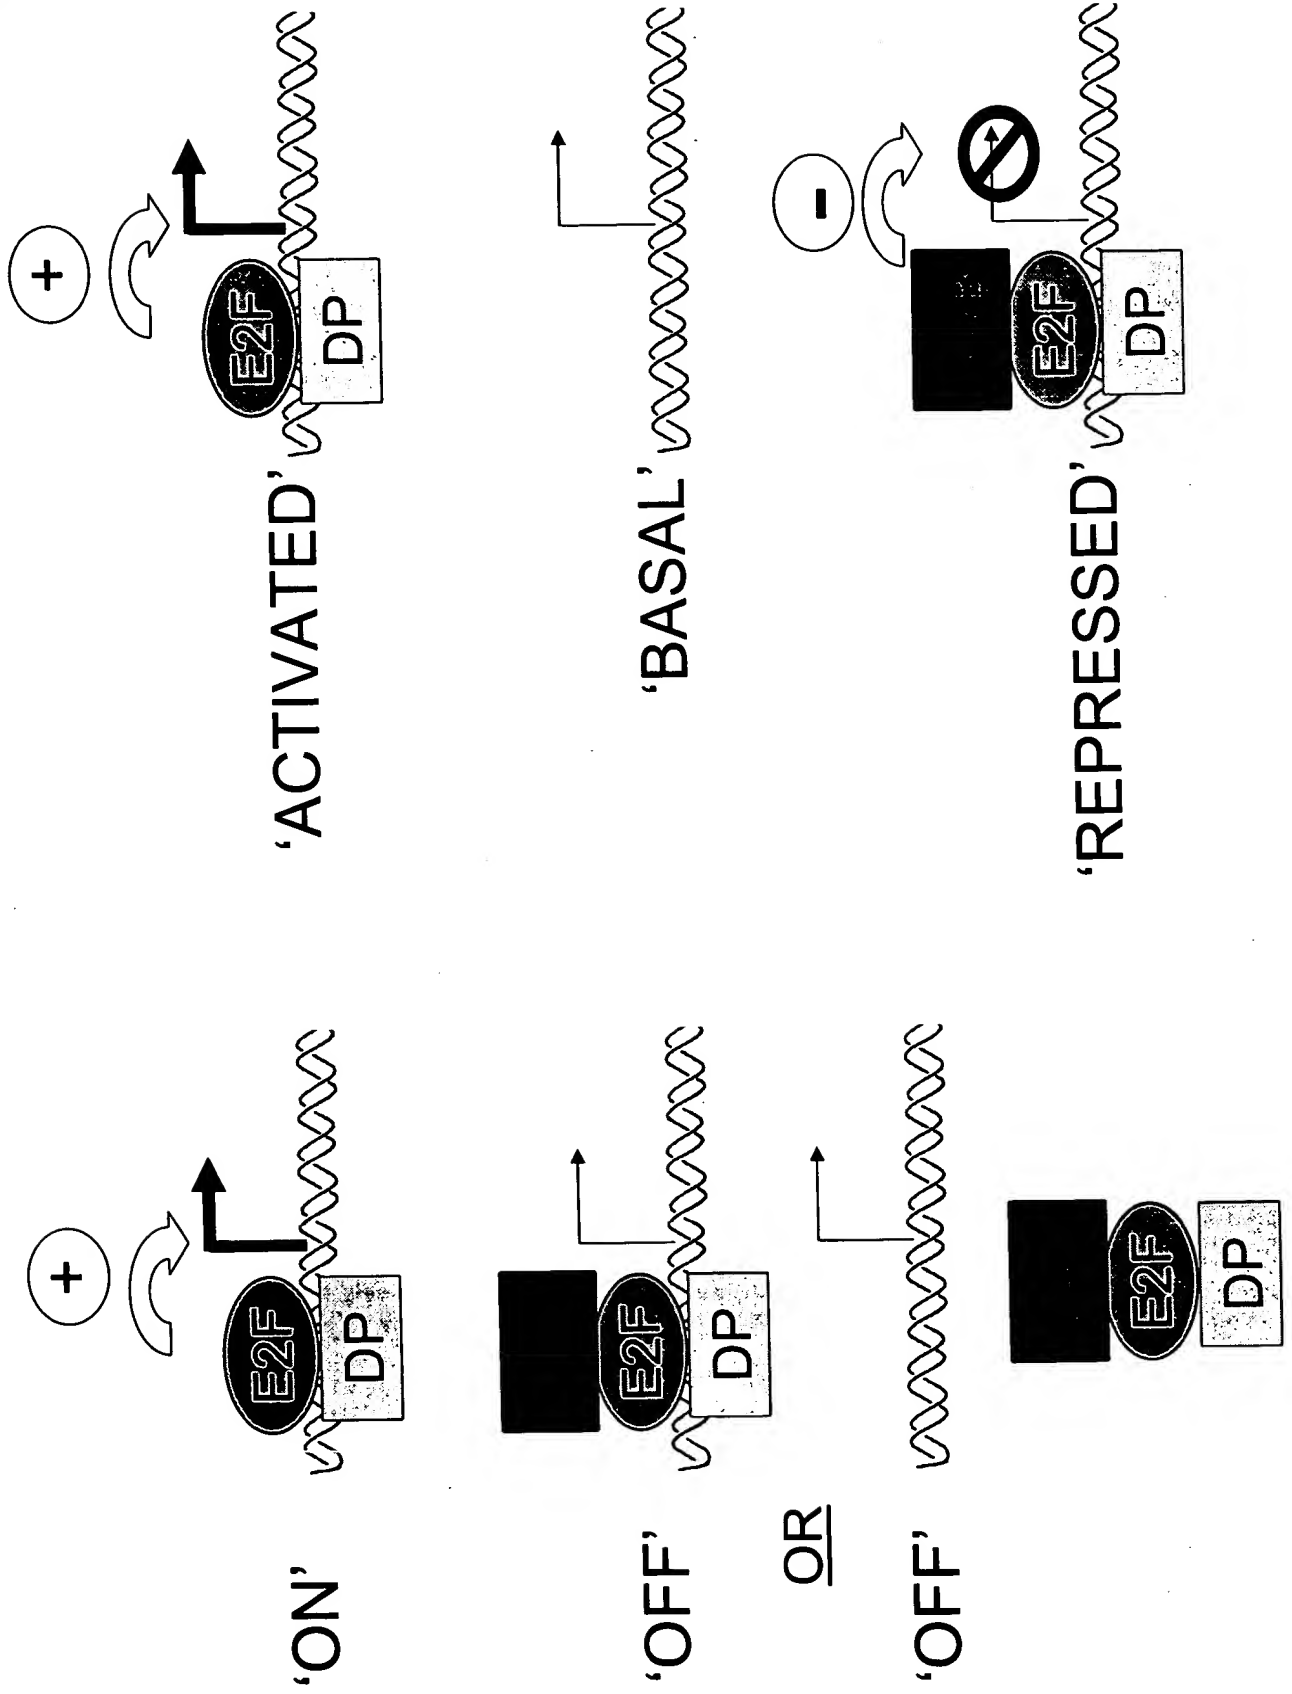 +
E2F
‘ON’
DP
E2F
‘OFF’
DP
OR
‘OFF’
E2F
DP
+
E2F
‘ACTIVATED’
DP
‘BASAL’
-
E2F
‘REPRESSED’
DP